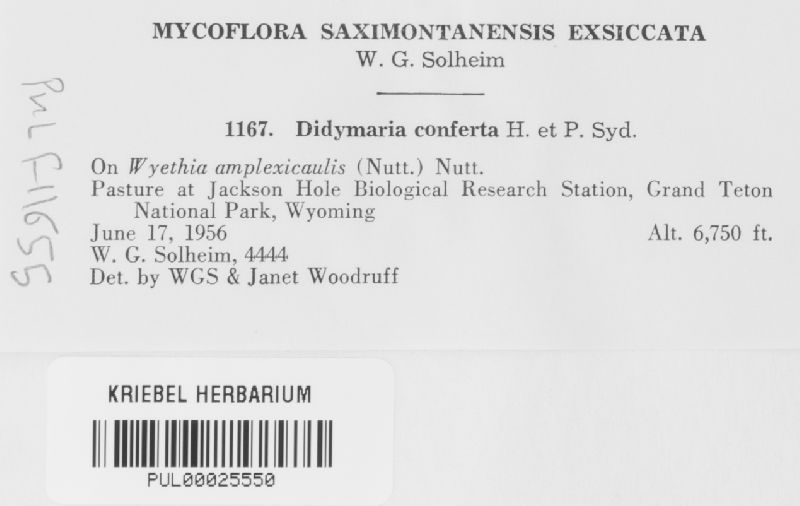 MYCOFLORA SAXIMONTANENSIS EXSICCATA
W. G. Solheim
1167. Didymaria conferta H. et P. Syd.
On Wyethia amplexicaulis (Nutt.) Nutt.
Pasture at Jackson Hole Biological Research Station, Grand Teton
National Park, Wyoming
June 17, 1956 Alt. 6,750 ft.
W. G. Solheim, 4444
Det. by WGS & Janet Woodruff
PUL F11655
KRIEBEL HERBARIUM
PUL00025550